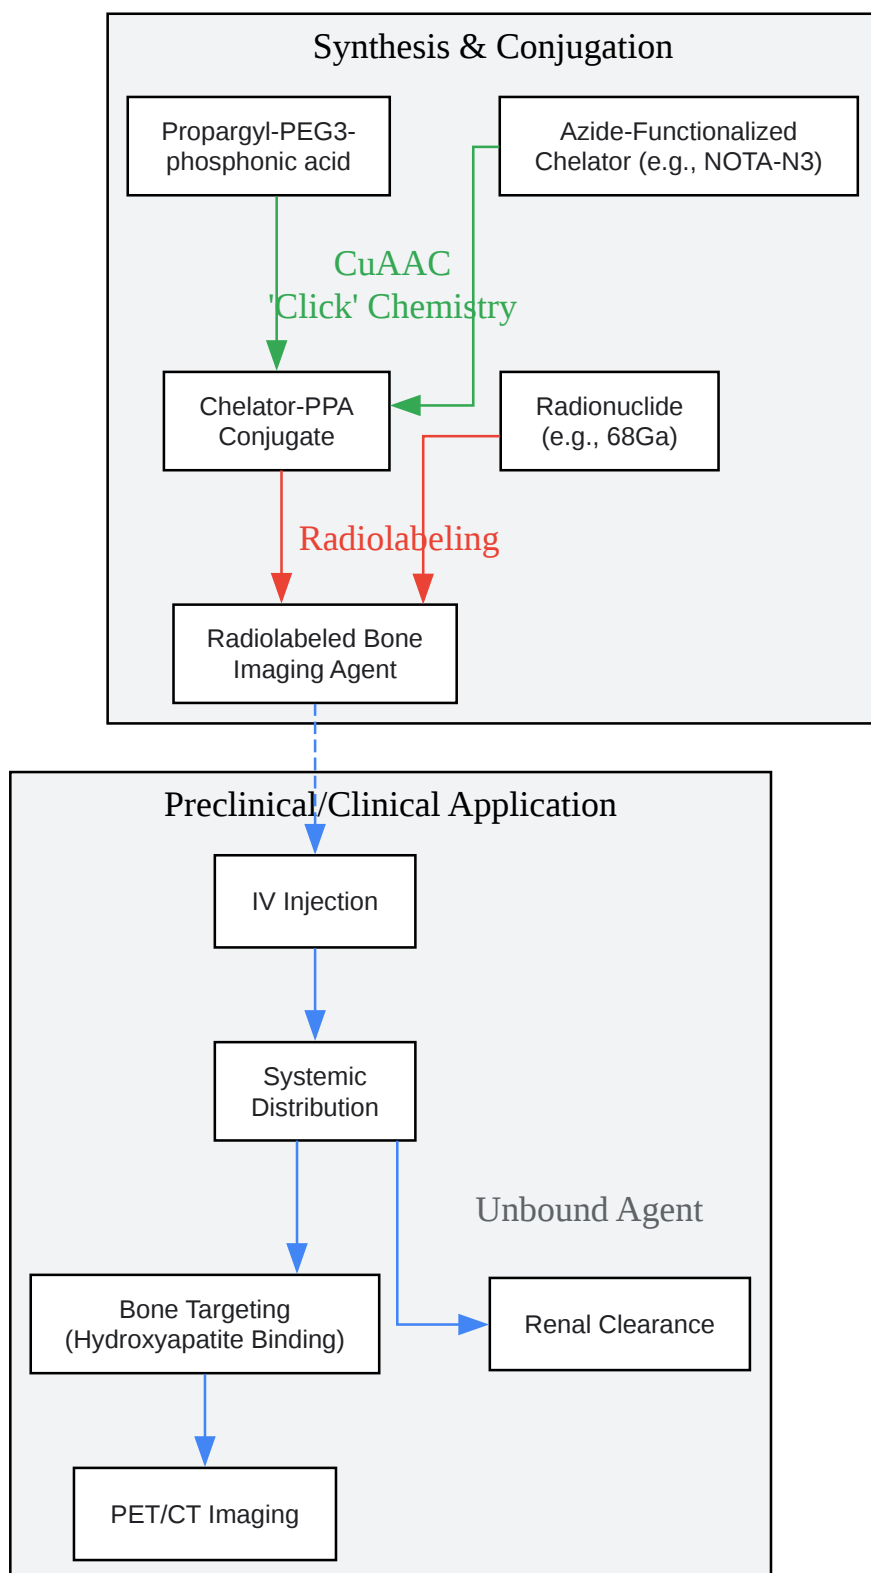 Synthesis & Conjugation
Propargyl-PEG3-
phosphonic acid
Azide-Functionalized
Chelator (e.g., NOTA-N3)
CuAAC
'Click' Chemistry
Chelator-PPA
Conjugate
Radionuclide
(e.g., 68Ga)
Radiolabeling
Radiolabeled Bone
Imaging Agent
Preclinical/Clinical Application
IV Injection
Systemic
Distribution
Unbound Agent
Bone Targeting
(Hydroxyapatite Binding)
Renal Clearance
PET/CT Imaging